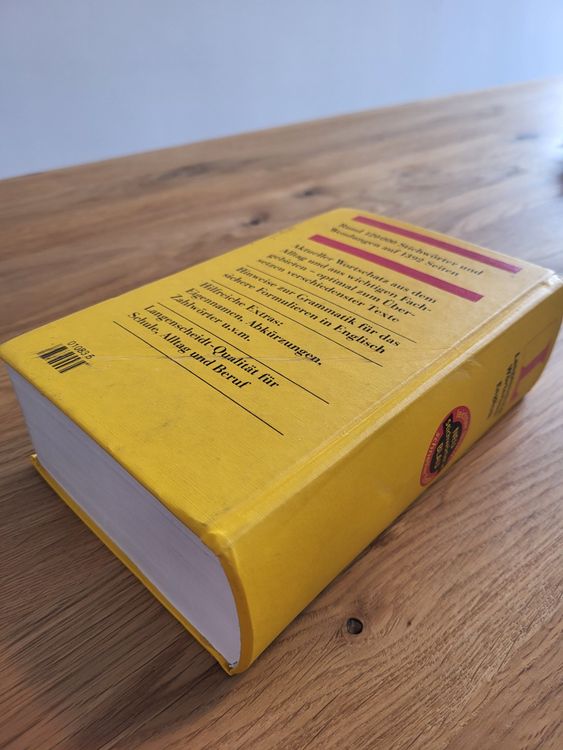 Rund 120 000 Stichwörter und
Wendungen auf 1392 Seiten
Aktueller Wortschatz aus dem
Alltag und aus wichtigen Fach-
gebieten – optimal zum Über-
setzen verschiedenster Texte
Hinweise zur Grammatik für das
sichere Formulieren in Englisch
Hilfreiche Extras:
Eigennamen, Abkürzungen,
Zahlwörter u.v.m.
Langenscheidt-Qualität für
Schule, Alltag und Beruf
01083 5